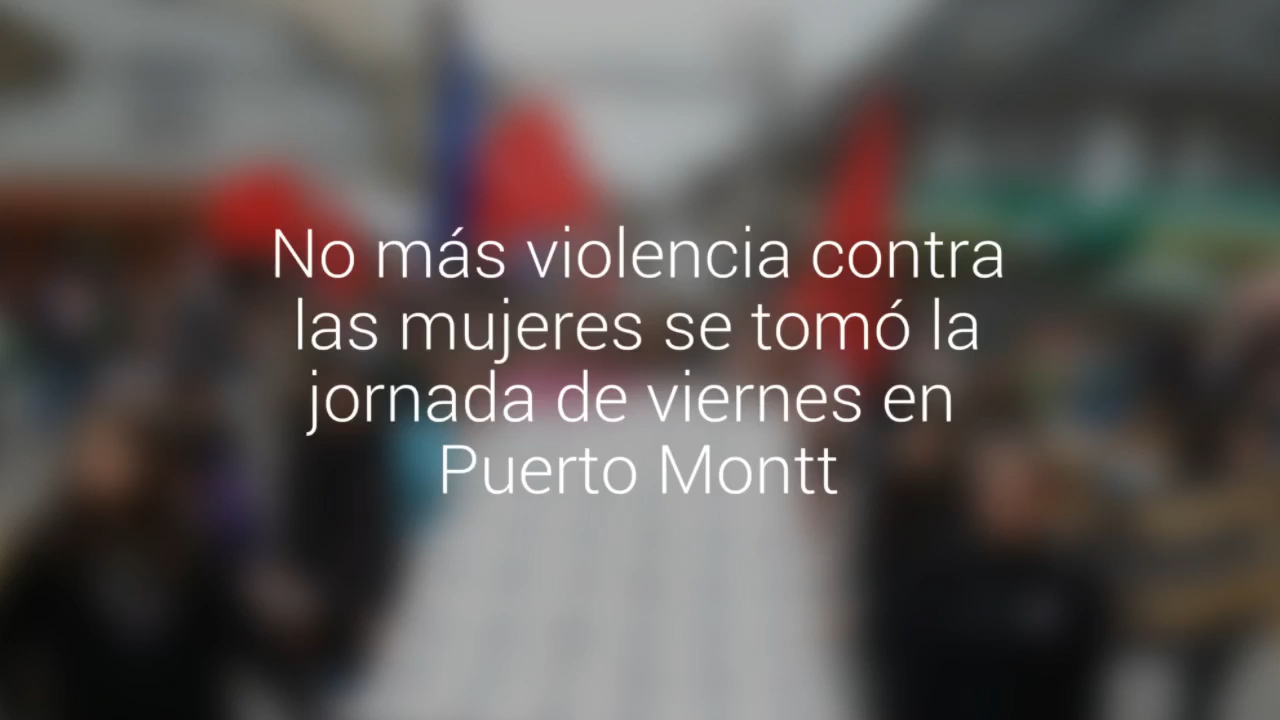 No más violencia contra
las mujeres se tomó la
jornada de viernes en
Puerto Montt